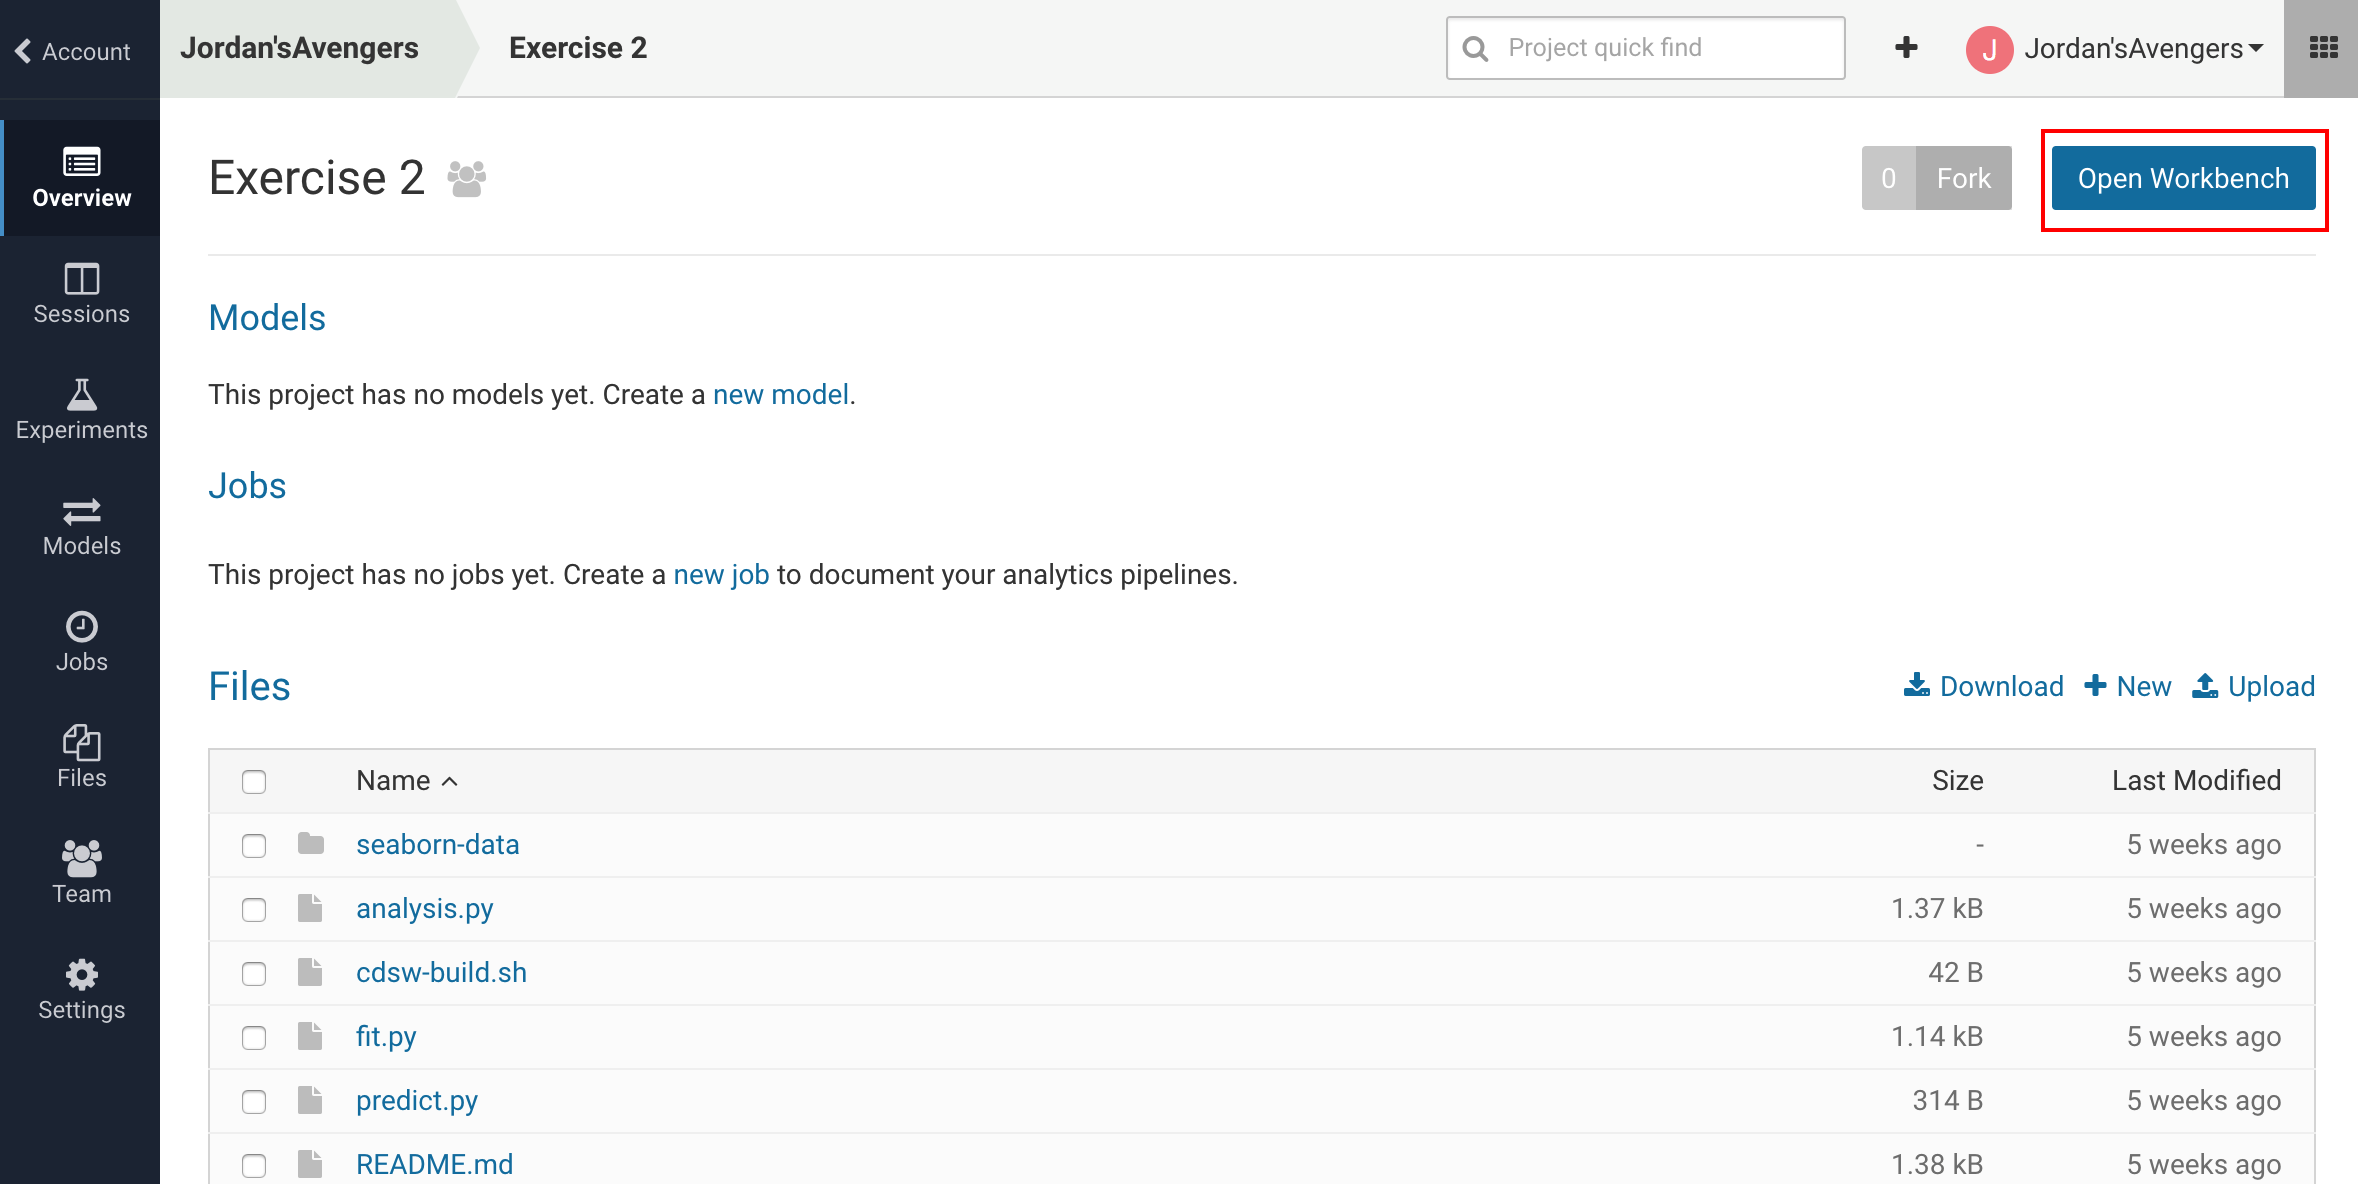 Account
Jordan'sAvengers
Exercise 2
Project quick find
J
Jordan'sAvengers
Overview
Sessions
Experiments
Models
Jobs
Files
Team
Settings
Exercise 2
0 Fork
Open Workbench
Models
This project has no models yet. Create a new model.
Jobs
This project has no jobs yet. Create a new job to document your analytics pipelines.
Files
Download
New
Upload
Name Size Last Modified
seaborn-data - 5 weeks ago
analysis.py 1.37 kB 5 weeks ago
cdsw-build.sh 42 B 5 weeks ago
fit.py 1.14 kB 5 weeks ago
predict.py 314 B 5 weeks ago
README.md 1.38 kB 5 weeks ago